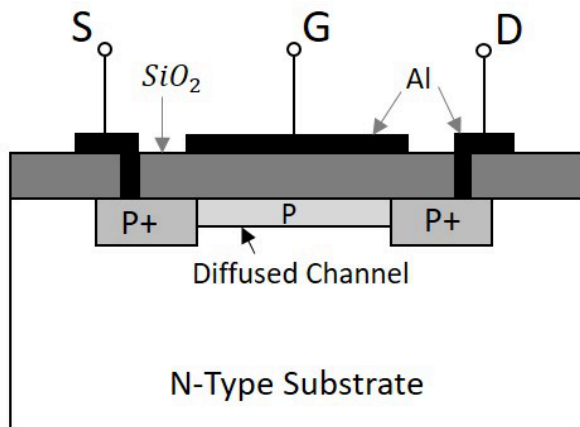 S
G
D
SiO₂
Al
P+
P
P+
Diffused Channel
N-Type Substrate